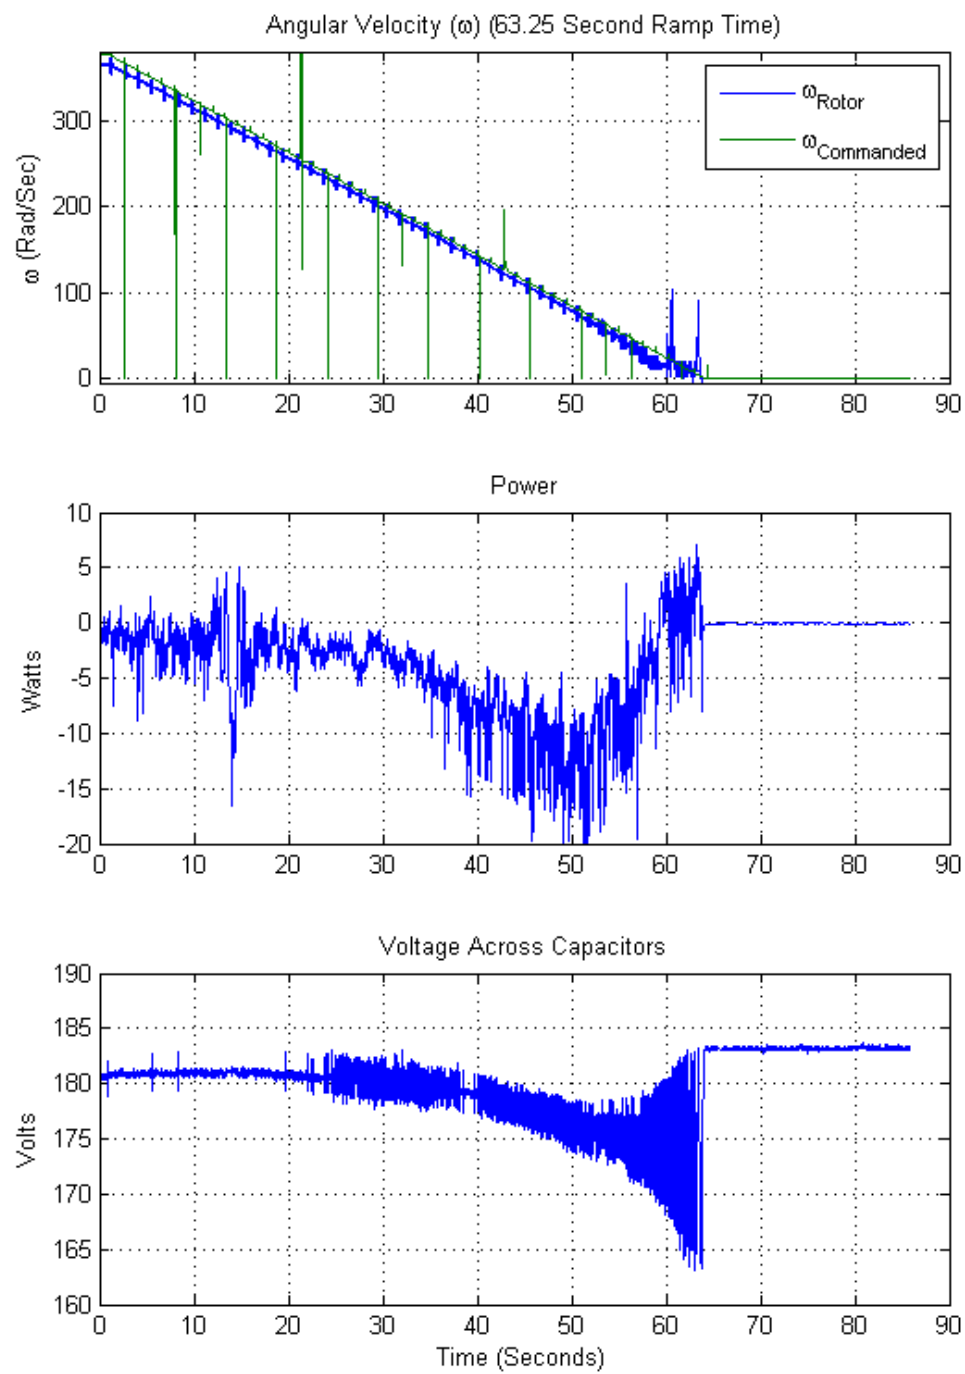 Angular Velocity (ω) (63.25 Second Ramp Time)
ω (Rad/Sec)
300
200
100
0
ωRotor
ωCommanded
0 10 20 30 40 50 60 70 80 90
Power
Watts
10
5
0
-5
-10
-15
-20
0 10 20 30 40 50 60 70 80 90
Voltage Across Capacitors
Volts
190
185
180
175
170
165
160
0 10 20 30 40 50 60 70 80 90
Time (Seconds)